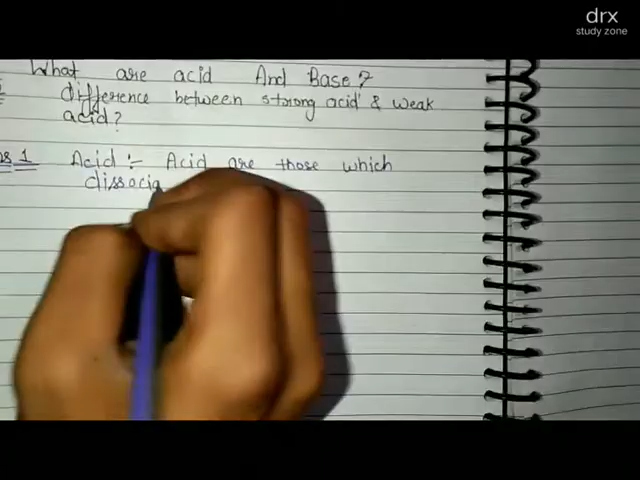 drx
study zone
What are acid And Base ?
difference between strong acid & weak
acid ?
Acid :- Acid are those which